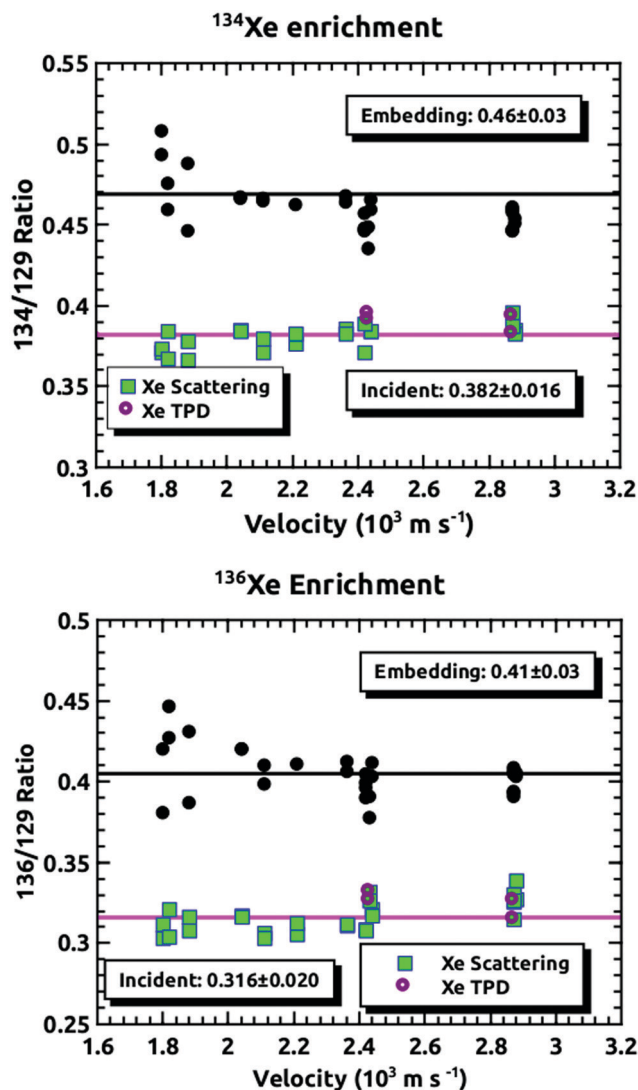 ¹³⁴Xe enrichment
0.55
Embedding: 0.46±0.03
0.5
0.45
134/129 Ratio
0.4
0.35
Xe Scattering
Xe TPD
Incident: 0.382±0.016
0.3
1.6 1.8 2 2.2 2.4 2.6 2.8 3 3.2
Velocity (10³ m s⁻¹)
¹³⁶Xe Enrichment
0.5
Embedding: 0.41±0.03
0.45
0.4
136/129 Ratio
0.35
0.3
Incident: 0.316±0.020
Xe Scattering
Xe TPD
0.25
1.6 1.8 2 2.2 2.4 2.6 2.8 3 3.2
Velocity (10³ m s⁻¹)